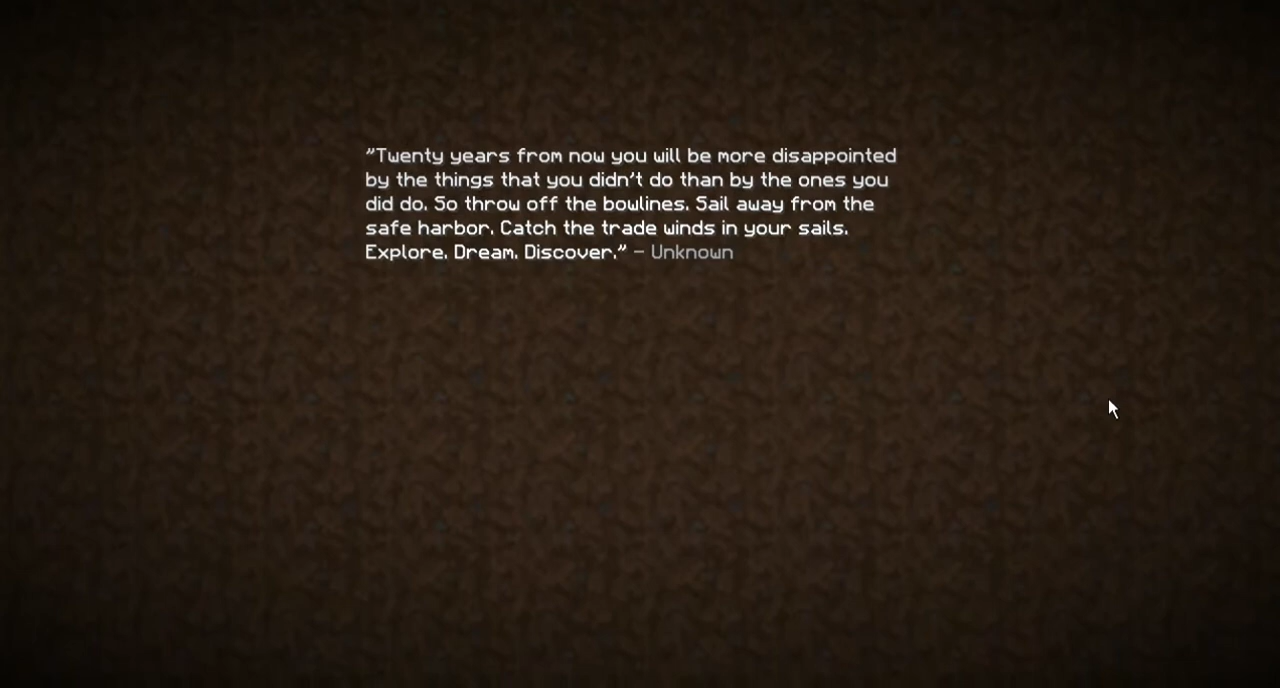 "Twenty years from now you will be more disappointed
by the things that you didn't do than by the ones you
did do. So throw off the bowlines. Sail away from the
safe harbor. Catch the trade winds in your sails.
Explore. Dream. Discover." – Unknown